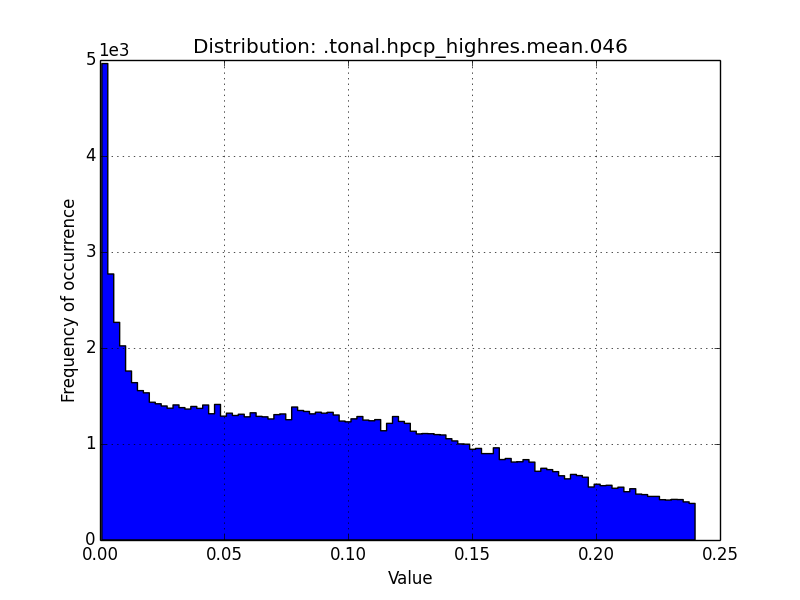 Distribution: .tonal.hpcp_highres.mean.046
1e3
5
4
3
2
1
0
Frequency of occurrence
0.00 0.05 0.10 0.15 0.20 0.25
Value